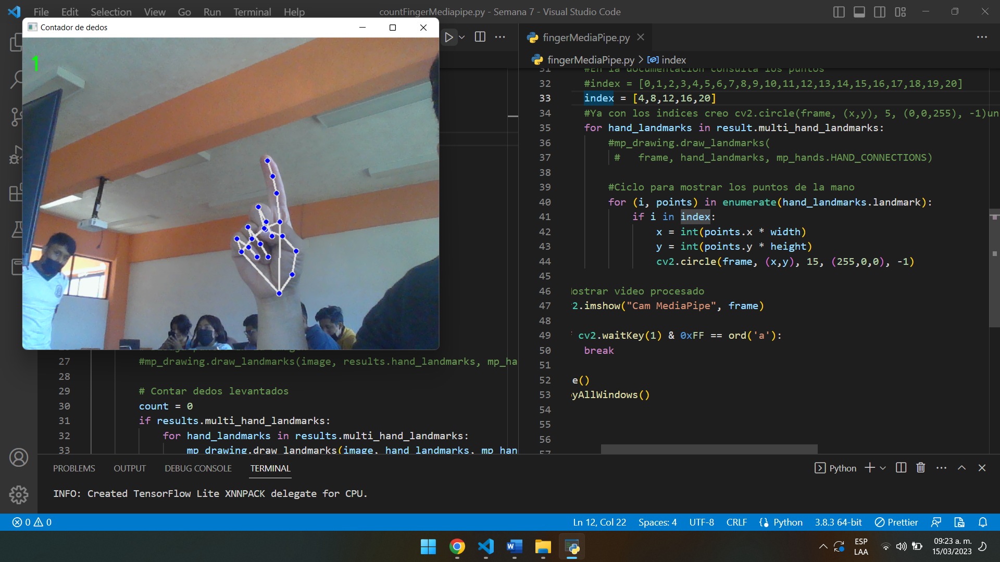 File Edit Selection View Go Run Terminal Help
countFingerMediapipe.py - Semana 7 - Visual Studio Code
Contador de dedos
1
27 #mp_drawing.draw_landmarks(image, results.hand_landmarks, mp_ha
28
29 # Contar dedos levantados
30 count = 0
31 if results.multi_hand_landmarks:
32 for hand_landmarks in results.multi_hand_landmarks:
33 mp_drawing.draw_landmarks(image, hand_landmarks, mp_han
fingerMediaPipe.py
fingerMediaPipe.py > index
31 #En la documentacion consulta los puntos
32 #index = [0,1,2,3,4,5,6,7,8,9,10,11,12,13,14,15,16,17,18,19,20]
33 index = [4,8,12,16,20]
34 #Ya con los indices creo cv2.circle(frame, (x,y), 5, (0,0,255), -1)un
35 for hand_landmarks in result.multi_hand_landmarks:
36 #mp_drawing.draw_landmarks(
37 # frame, hand_landmarks, mp_hands.HAND_CONNECTIONS)
38
39 #Ciclo para mostrar los puntos de la mano
40 for (i, points) in enumerate(hand_landmarks.landmark):
41 if i in index:
42 x = int(points.x * width)
43 y = int(points.y * height)
44 cv2.circle(frame, (x,y), 15, (255,0,0), -1)
45
46 ostrar video procesado
47 2.imshow("Cam MediaPipe", frame)
48
49 cv2.waitKey(1) & 0xFF == ord('a'):
50 break
51
52 e()
53 yAllWindows()
54
55
56
57
PROBLEMS OUTPUT DEBUG CONSOLE TERMINAL
Python
INFO: Created TensorFlow Lite XNNPACK delegate for CPU.
0 0
Ln 12, Col 22 Spaces: 4 UTF-8 CRLF Python 3.8.3 64-bit Prettier
ESP
LAA
09:23 a. m.
15/03/2023